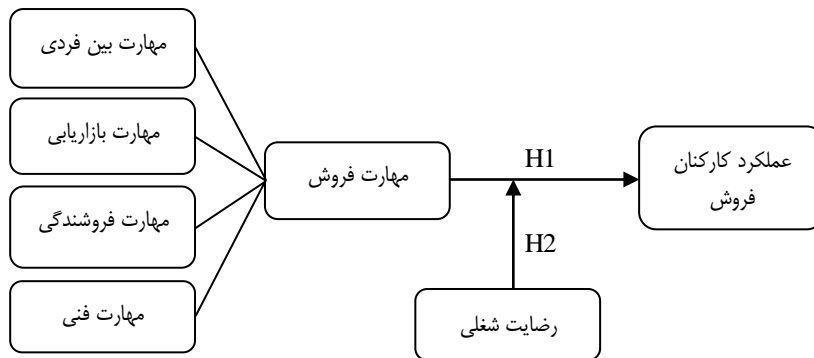 مهارت بین فردی
مهارت بازاریابی
مهارت فروشندگی
مهارت فنی
مهارت فروش
H1
H2
رضایت شغلی
عملکرد کارکنان
فروش